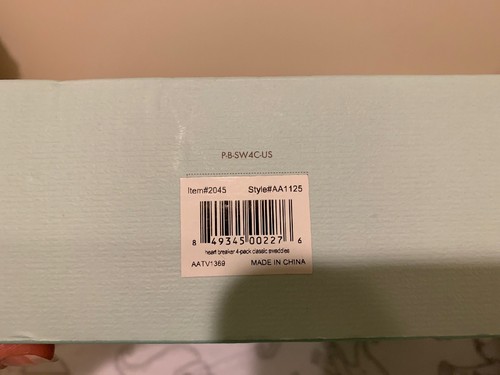 P-B-SW4C-US
Item#2045 Style#AA1125
8 49345 00227 6
heart breaker 4-pack classic swaddles
AATV1369 MADE IN CHINA